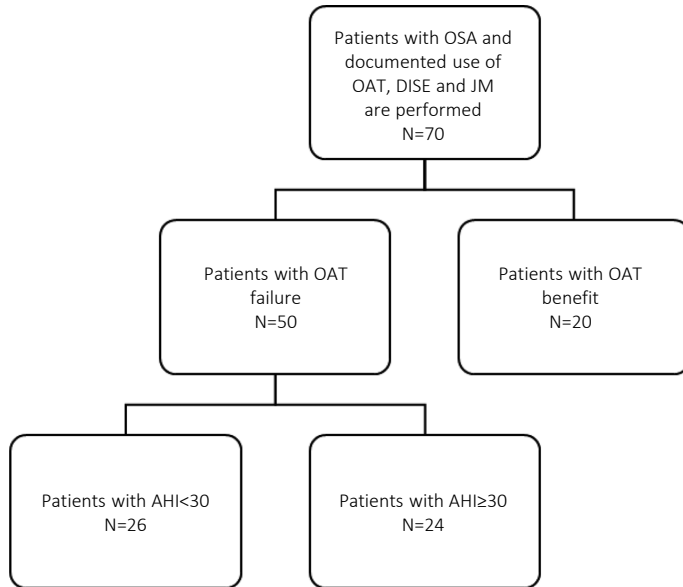 Patients with OSA and
documented use of
OAT, DISE and JM
are performed
N=70
Patients with OAT
failure
N=50
Patients with OAT
benefit
N=20
Patients with AHI<30
N=26
Patients with AHI≥30
N=24